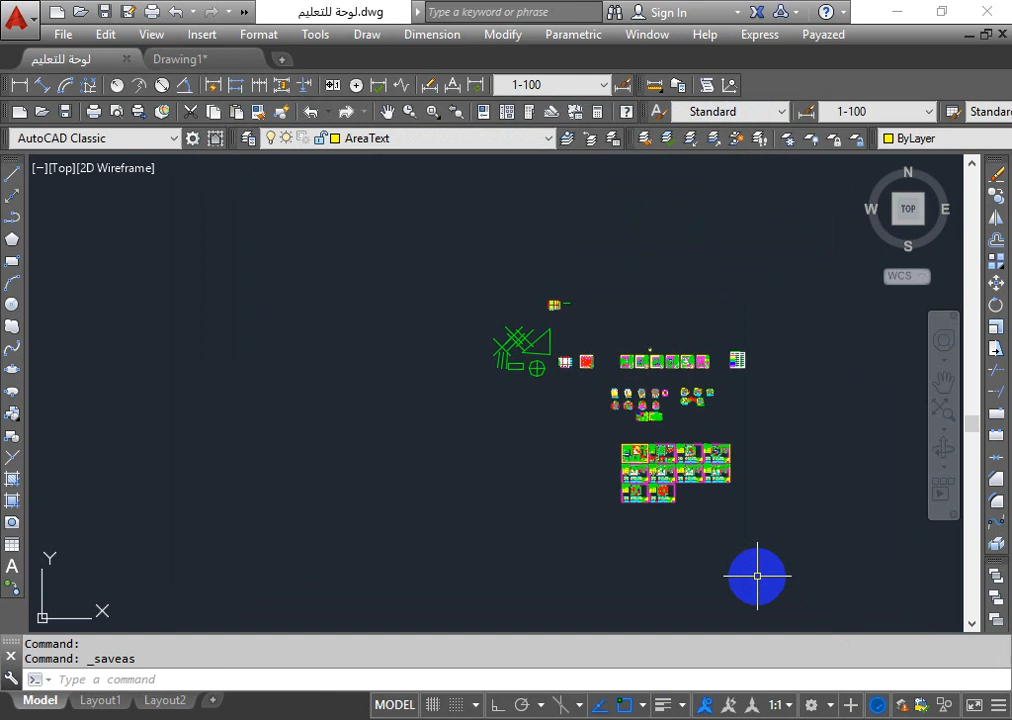 لوحة للتعليم.dwg
Type a keyword or phrase
Sign In
File Edit View Insert Format Tools Draw Dimension Modify Parametric Window Help Express Payazed
لوحة للتعليم
Drawing1*
1-100
Standard
1-100
Standard
AutoCAD Classic
AreaText
ByLayer
[−][Top][2D Wireframe]
N
W TOP E
S
WCS
Y
X
Command:
Command: _saveas
Type a command
Model Layout1 Layout2
MODEL
1:1